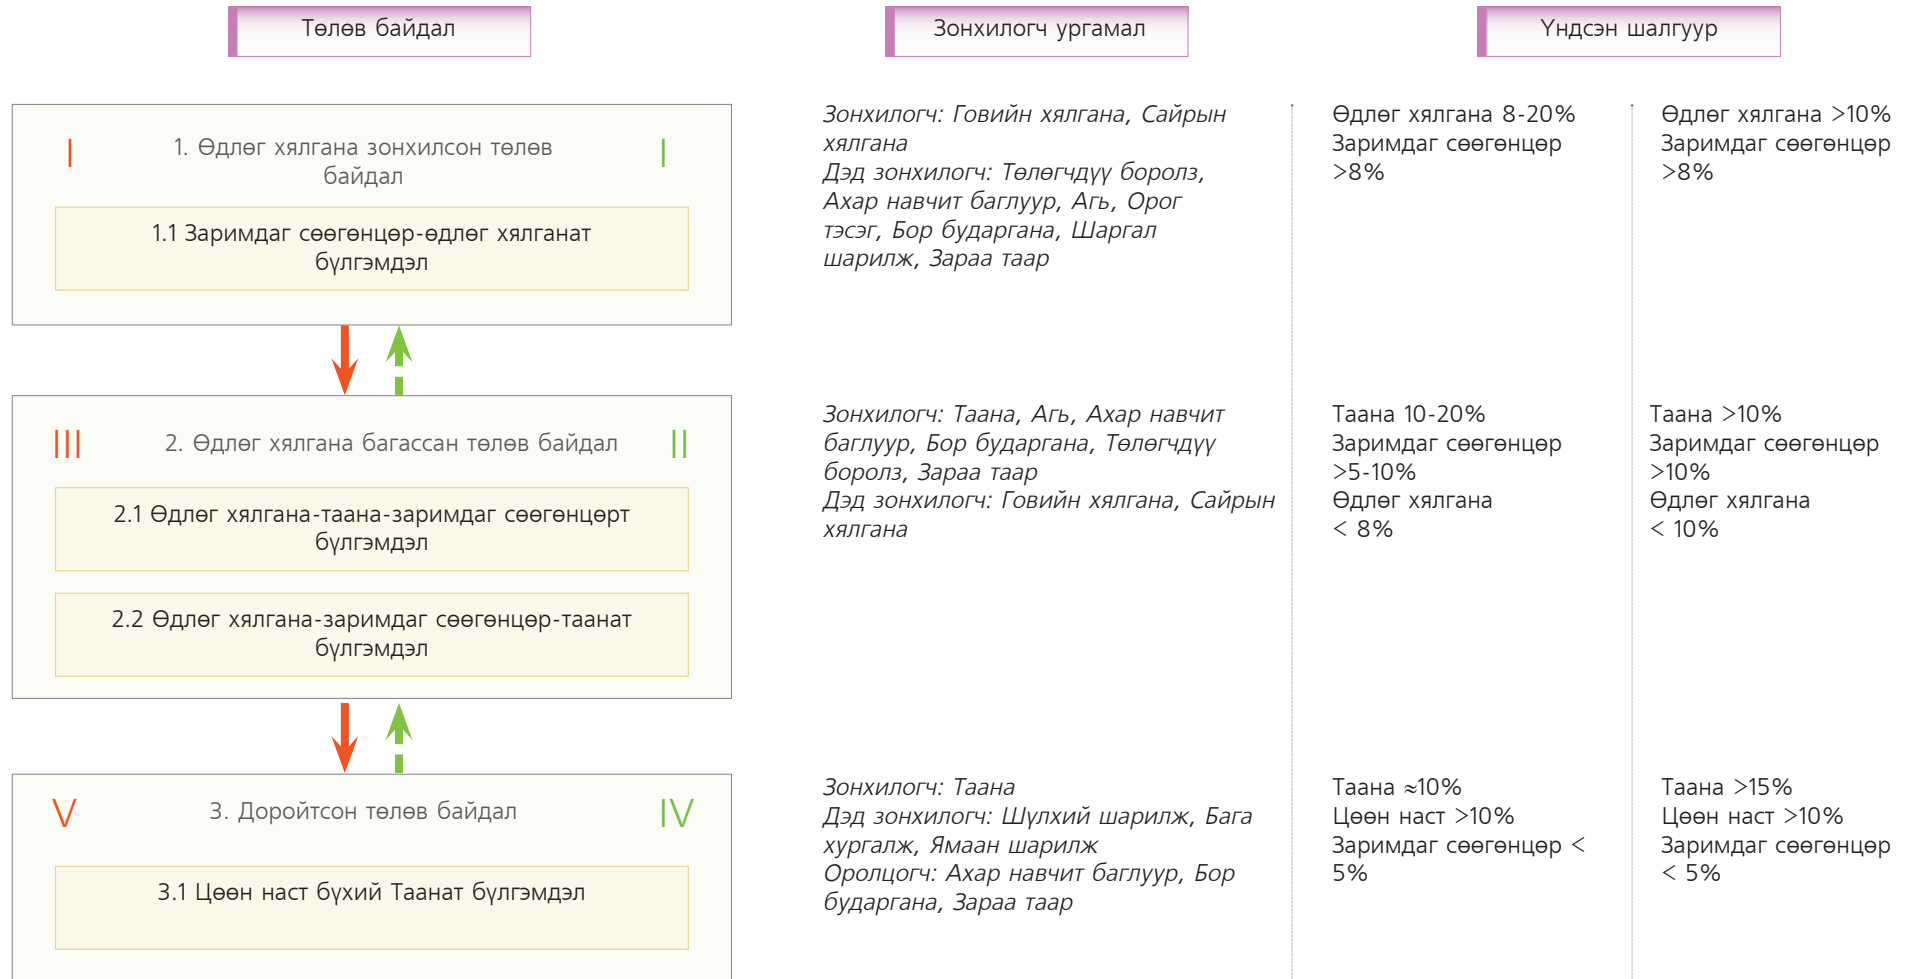 Төлөв байдал
Зонхилогч ургамал
Үндсэн шалгуур
I
1. Өдлөг хялгана зонхилсон төлөв
байдал
I
1.1 Заримдаг сөөгөнцөр-өдлөг хялганат
бүлгэмдэл
Зонхилогч: Говийн хялгана, Сайрын
хялгана
Дэд зонхилогч: Төлөгчдүү боролз,
Ахар навчит баглуур, Агь, Орог
тэсэг, Бор бударгана, Шаргал
шарилж, Зараа таар
Өдлөг хялгана 8-20%
Заримдаг сөөгөнцөр
>8%
Өдлөг хялгана >10%
Заримдаг сөөгөнцөр
>8%
III
2. Өдлөг хялгана багассан төлөв байдал
II
2.1 Өдлөг хялгана-таана-заримдаг сөөгөнцөрт
бүлгэмдэл
2.2 Өдлөг хялгана-заримдаг сөөгөнцөр-таанат
бүлгэмдэл
Зонхилогч: Таана, Агь, Ахар навчит
баглуур, Бор бударгана, Төлөгчдүү
боролз, Зараа таар
Дэд зонхилогч: Говийн хялгана, Сайрын
хялгана
Таана 10-20%
Заримдаг сөөгөнцөр
>5-10%
Өдлөг хялгана
< 8%
Таана >10%
Заримдаг сөөгөнцөр
>10%
Өдлөг хялгана
< 10%
V
3. Доройтсон төлөв байдал
IV
3.1 Цөөн наст бүхий Таанат бүлгэмдэл
Зонхилогч: Таана
Дэд зонхилогч: Шүлхий шарилж, Бага
хургалж, Ямаан шарилж
Оролцогч: Ахар навчит баглуур, Бор
бударгана, Зараа таар
Таана ≈10%
Цөөн наст >10%
Заримдаг сөөгөнцөр <
5%
Таана >15%
Цөөн наст >10%
Заримдаг сөөгөнцөр
< 5%